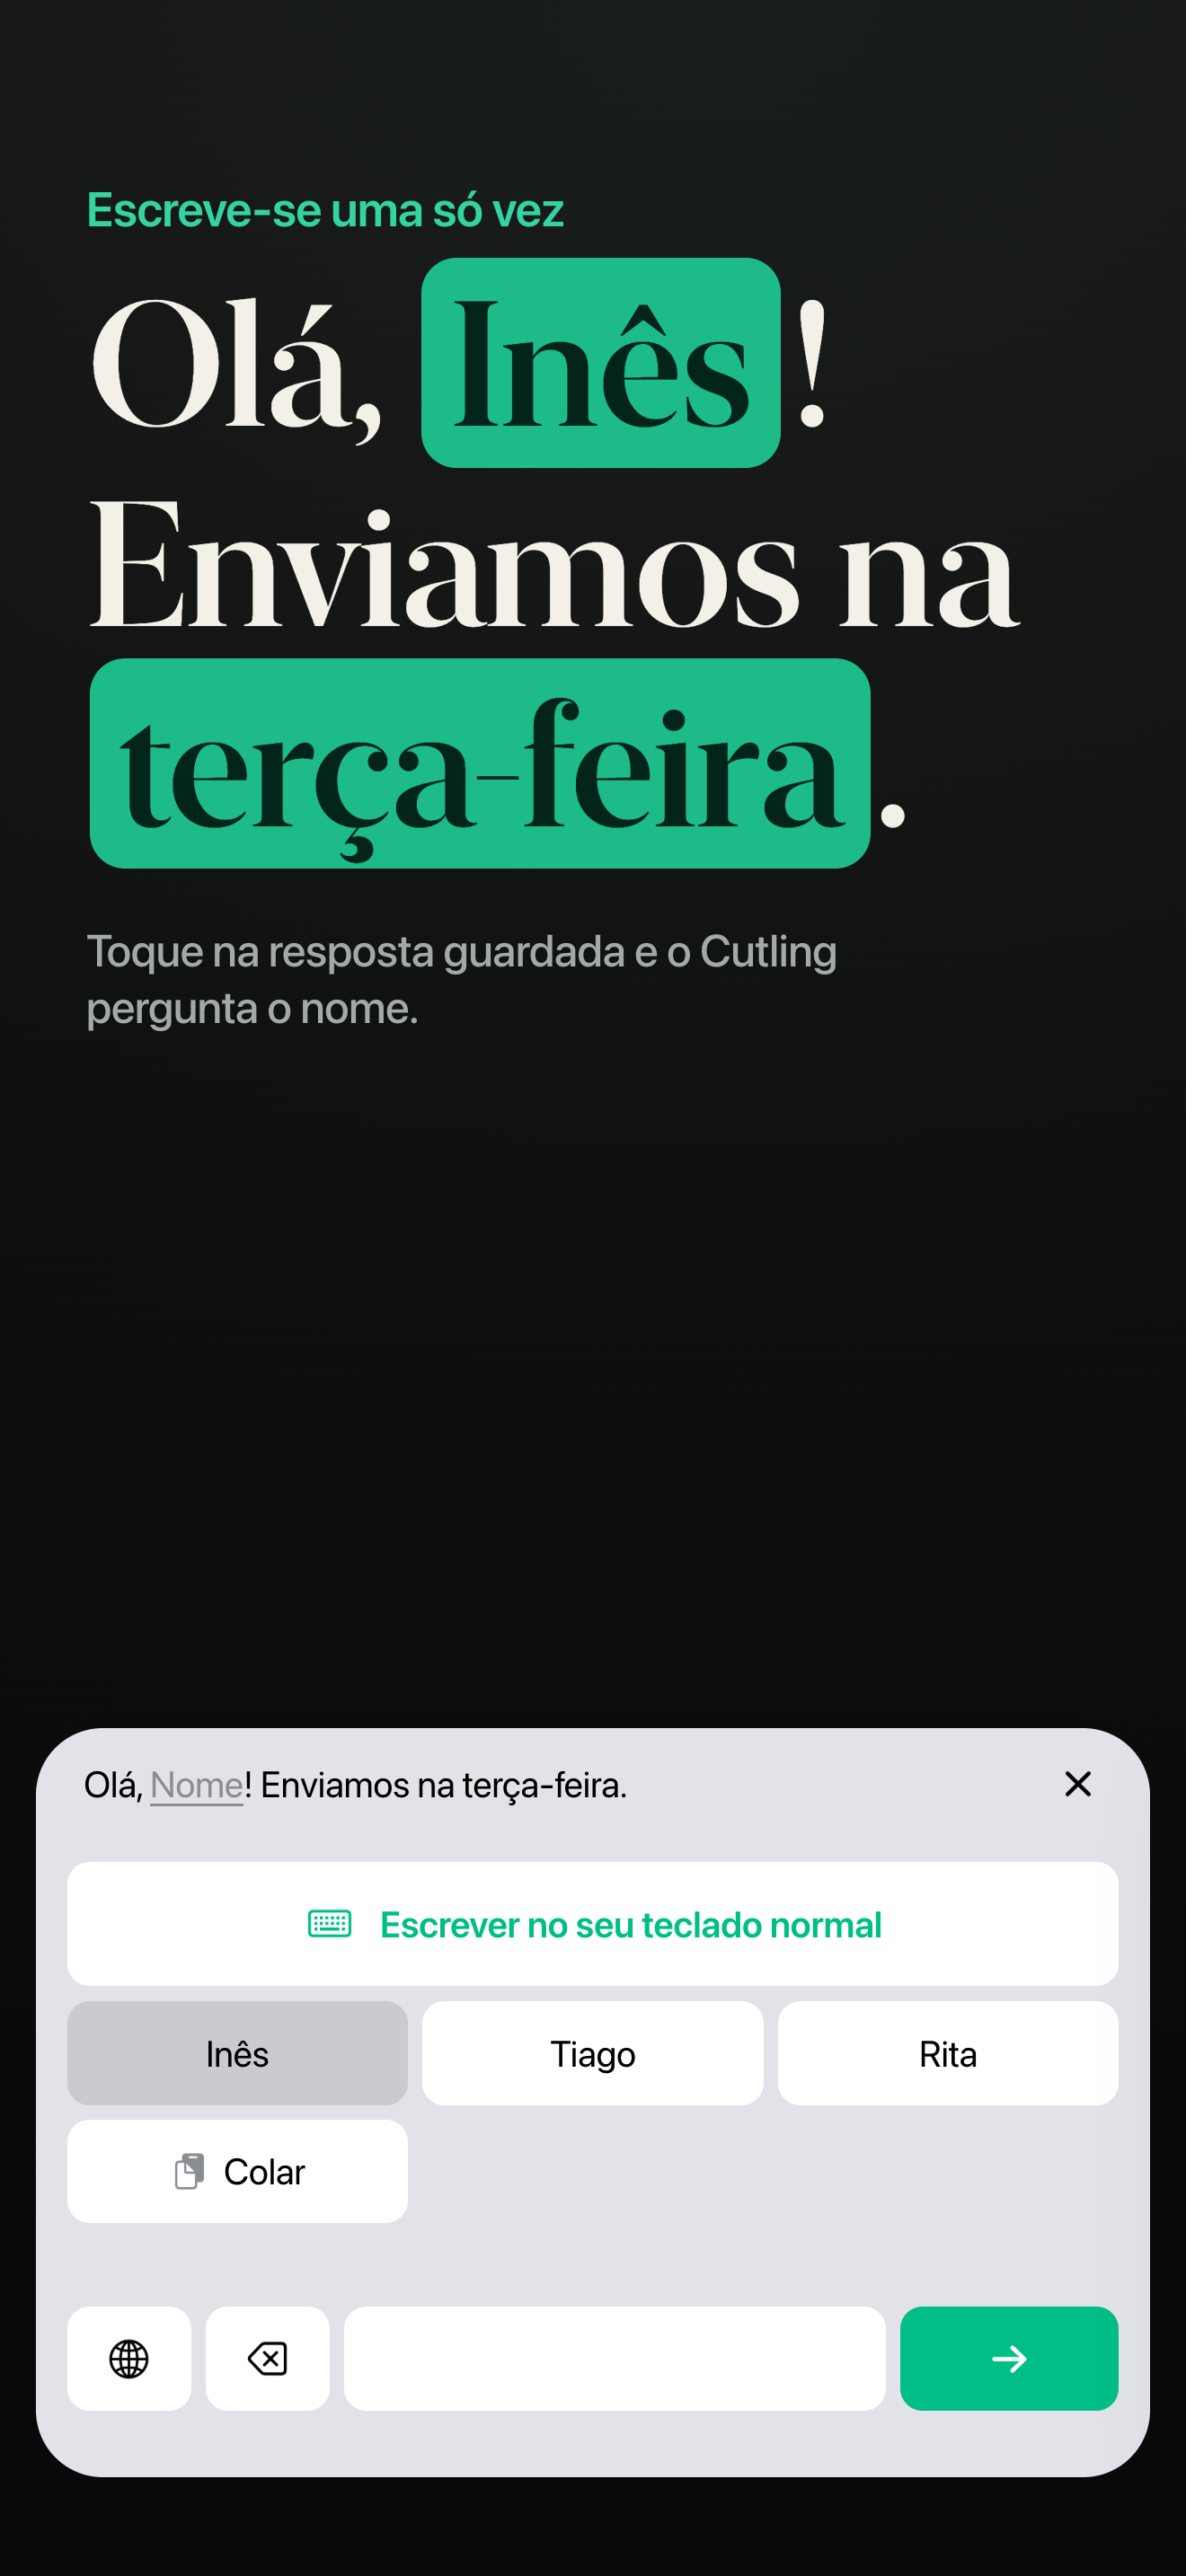 Escreve-se uma só vez
Olá, Inês!
Enviamos na
terça-feira.
Toque na resposta guardada e o Cutling
pergunta o nome.
Olá, Nome! Enviamos na terça-feira.
Escrever no seu teclado normal
Inês
Tiago
Rita
Colar